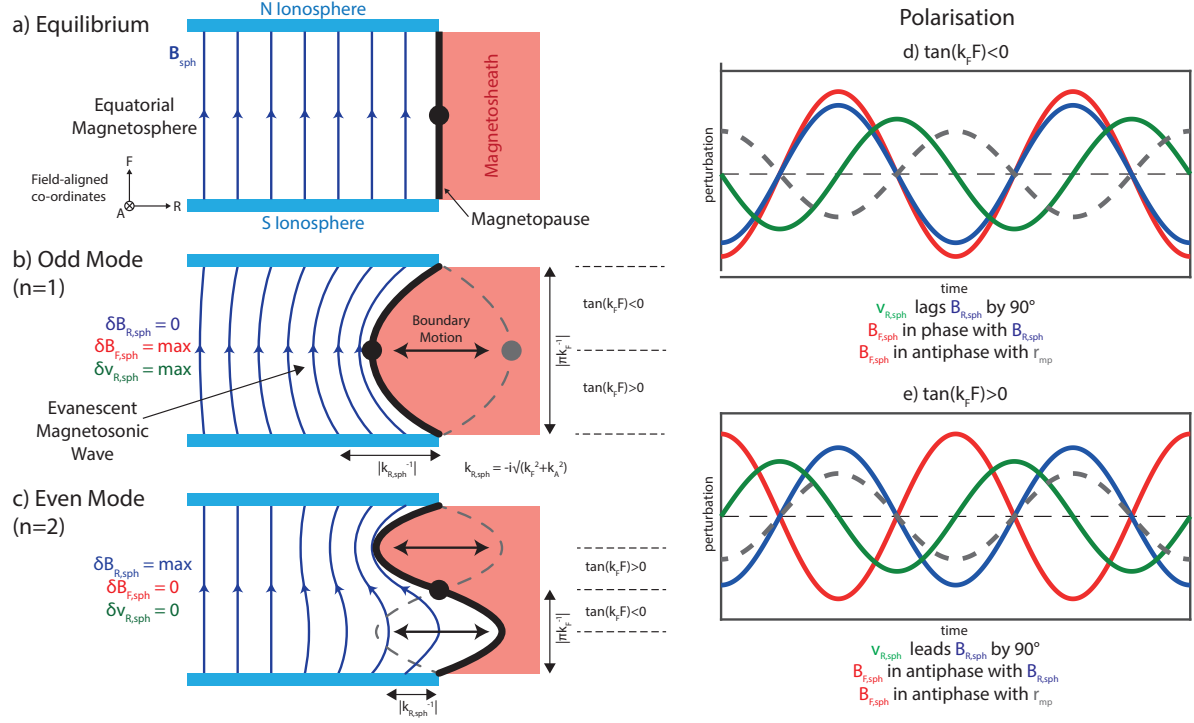 a) Equilibrium
N Ionosphere
B_sph
Equatorial
Magnetosphere
F
Field-aligned
co-ordinates
A
R
Magnetosheath
S Ionosphere
Magnetopause
b) Odd Mode
(n=1)
δB_R,sph = 0
δB_F,sph = max
δv_R,sph = max
Evanescent
Magnetosonic
Wave
Boundary
Motion
|πk_F^-1|
tan(k_F F)<0
tan(k_F F)>0
|k_R,sph^-1|
k_R,sph = -i√(k_F^2+k_A^2)
c) Even Mode
(n=2)
δB_R,sph = max
δB_F,sph = 0
δv_R,sph = 0
tan(k_F F)>0
tan(k_F F)<0
|πk_F^-1|
|k_R,sph^-1|
Polarisation
d) tan(k_F F)<0
perturbation
time
v_R,sph lags B_R,sph by 90°
B_F,sph in phase with B_R,sph
B_F,sph in antiphase with r_mp
e) tan(k_F F)>0
perturbation
time
v_R,sph leads B_R,sph by 90°
B_F,sph in antiphase with B_R,sph
B_F,sph in antiphase with r_mp